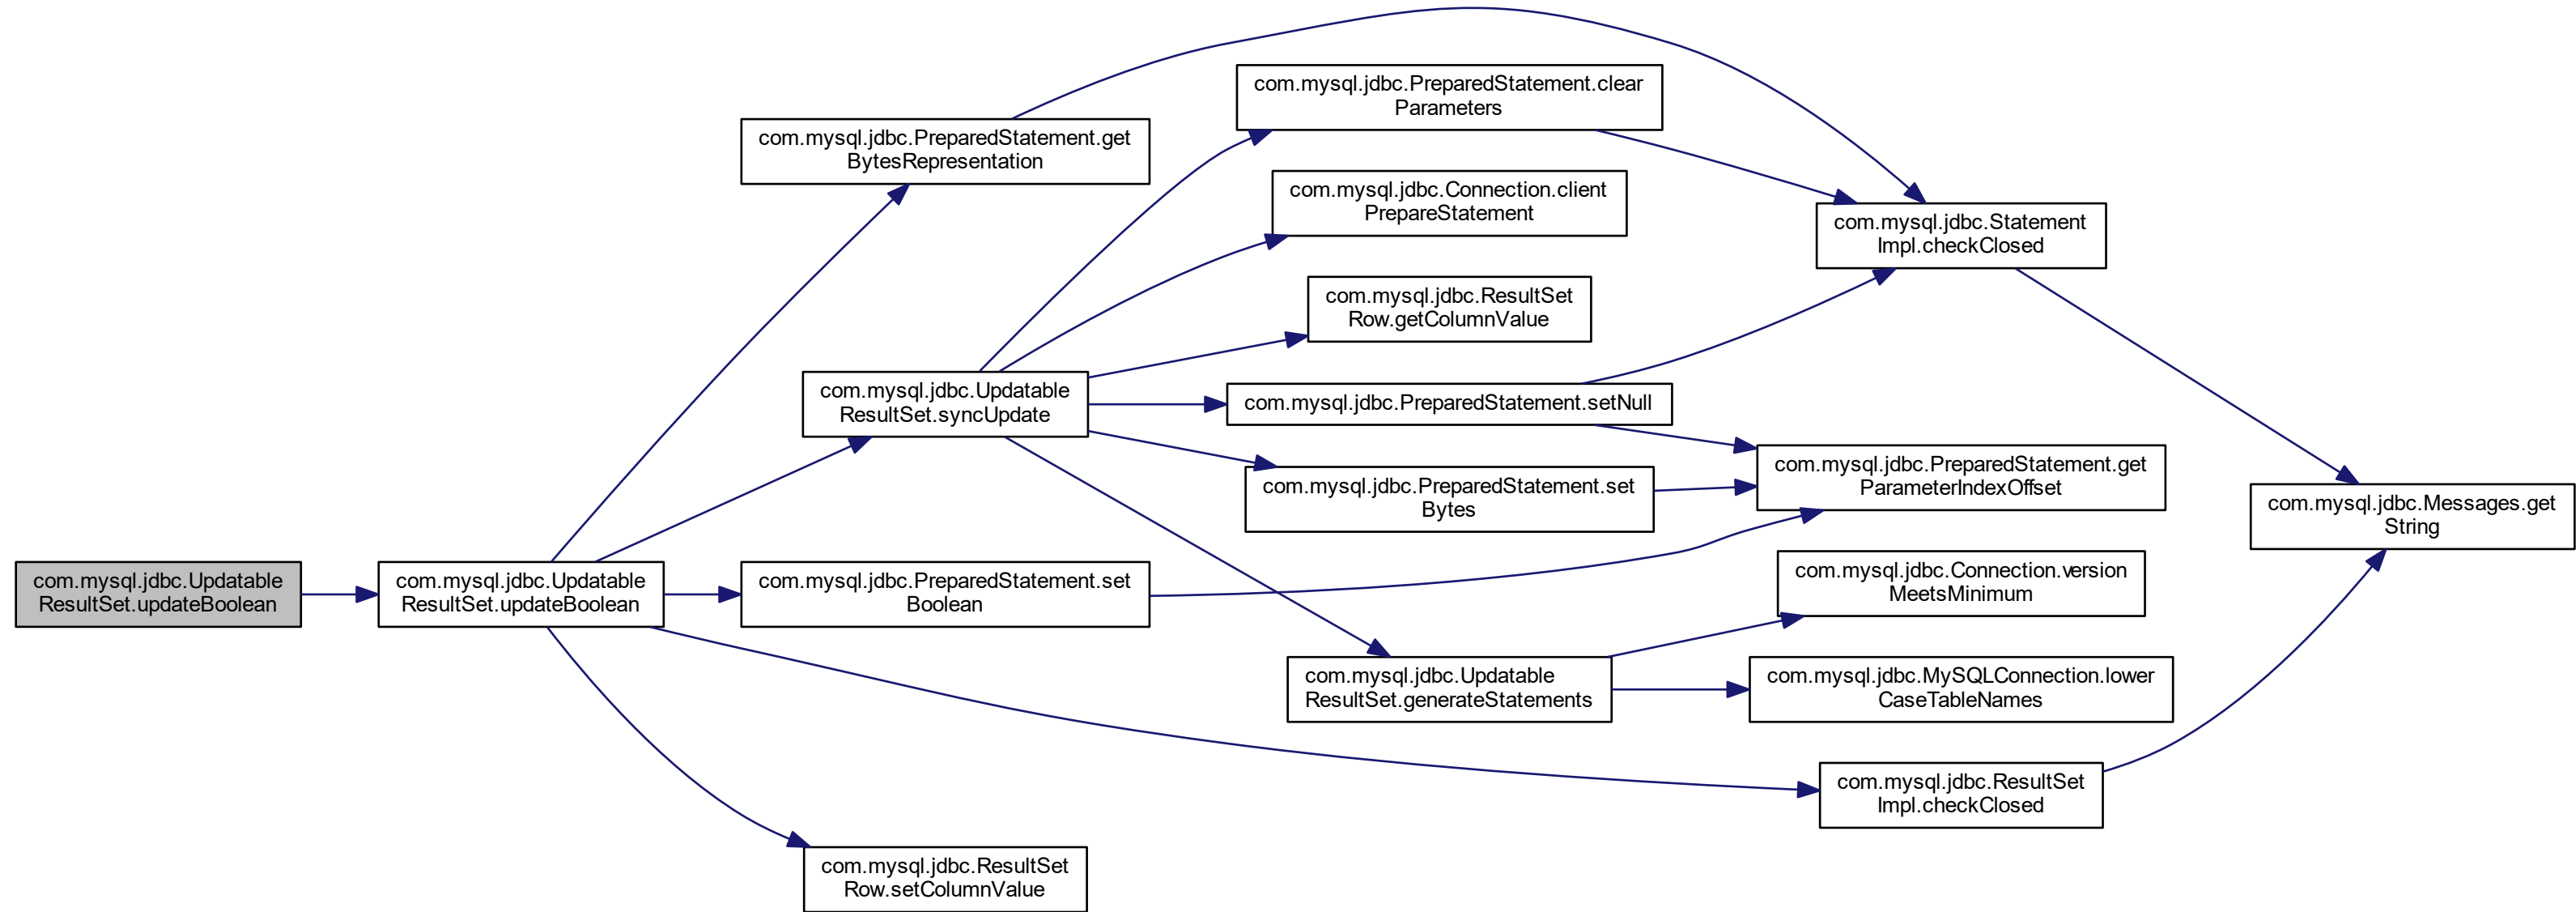 com.mysql.jdbc.PreparedStatement.clear
Parameters
com.mysql.jdbc.PreparedStatement.get
BytesRepresentation
com.mysql.jdbc.Connection.client
PrepareStatement
com.mysql.jdbc.Statement
Impl.checkClosed
com.mysql.jdbc.ResultSet
Row.getColumnValue
com.mysql.jdbc.Updatable
ResultSet.syncUpdate
com.mysql.jdbc.PreparedStatement.setNull
com.mysql.jdbc.PreparedStatement.get
ParameterIndexOffset
com.mysql.jdbc.PreparedStatement.set
Bytes
com.mysql.jdbc.Messages.get
String
com.mysql.jdbc.Updatable
ResultSet.updateBoolean
com.mysql.jdbc.Updatable
ResultSet.updateBoolean
com.mysql.jdbc.PreparedStatement.set
Boolean
com.mysql.jdbc.Connection.version
MeetsMinimum
com.mysql.jdbc.Updatable
ResultSet.generateStatements
com.mysql.jdbc.MySQLConnection.lower
CaseTableNames
com.mysql.jdbc.ResultSet
Impl.checkClosed
com.mysql.jdbc.ResultSet
Row.setColumnValue